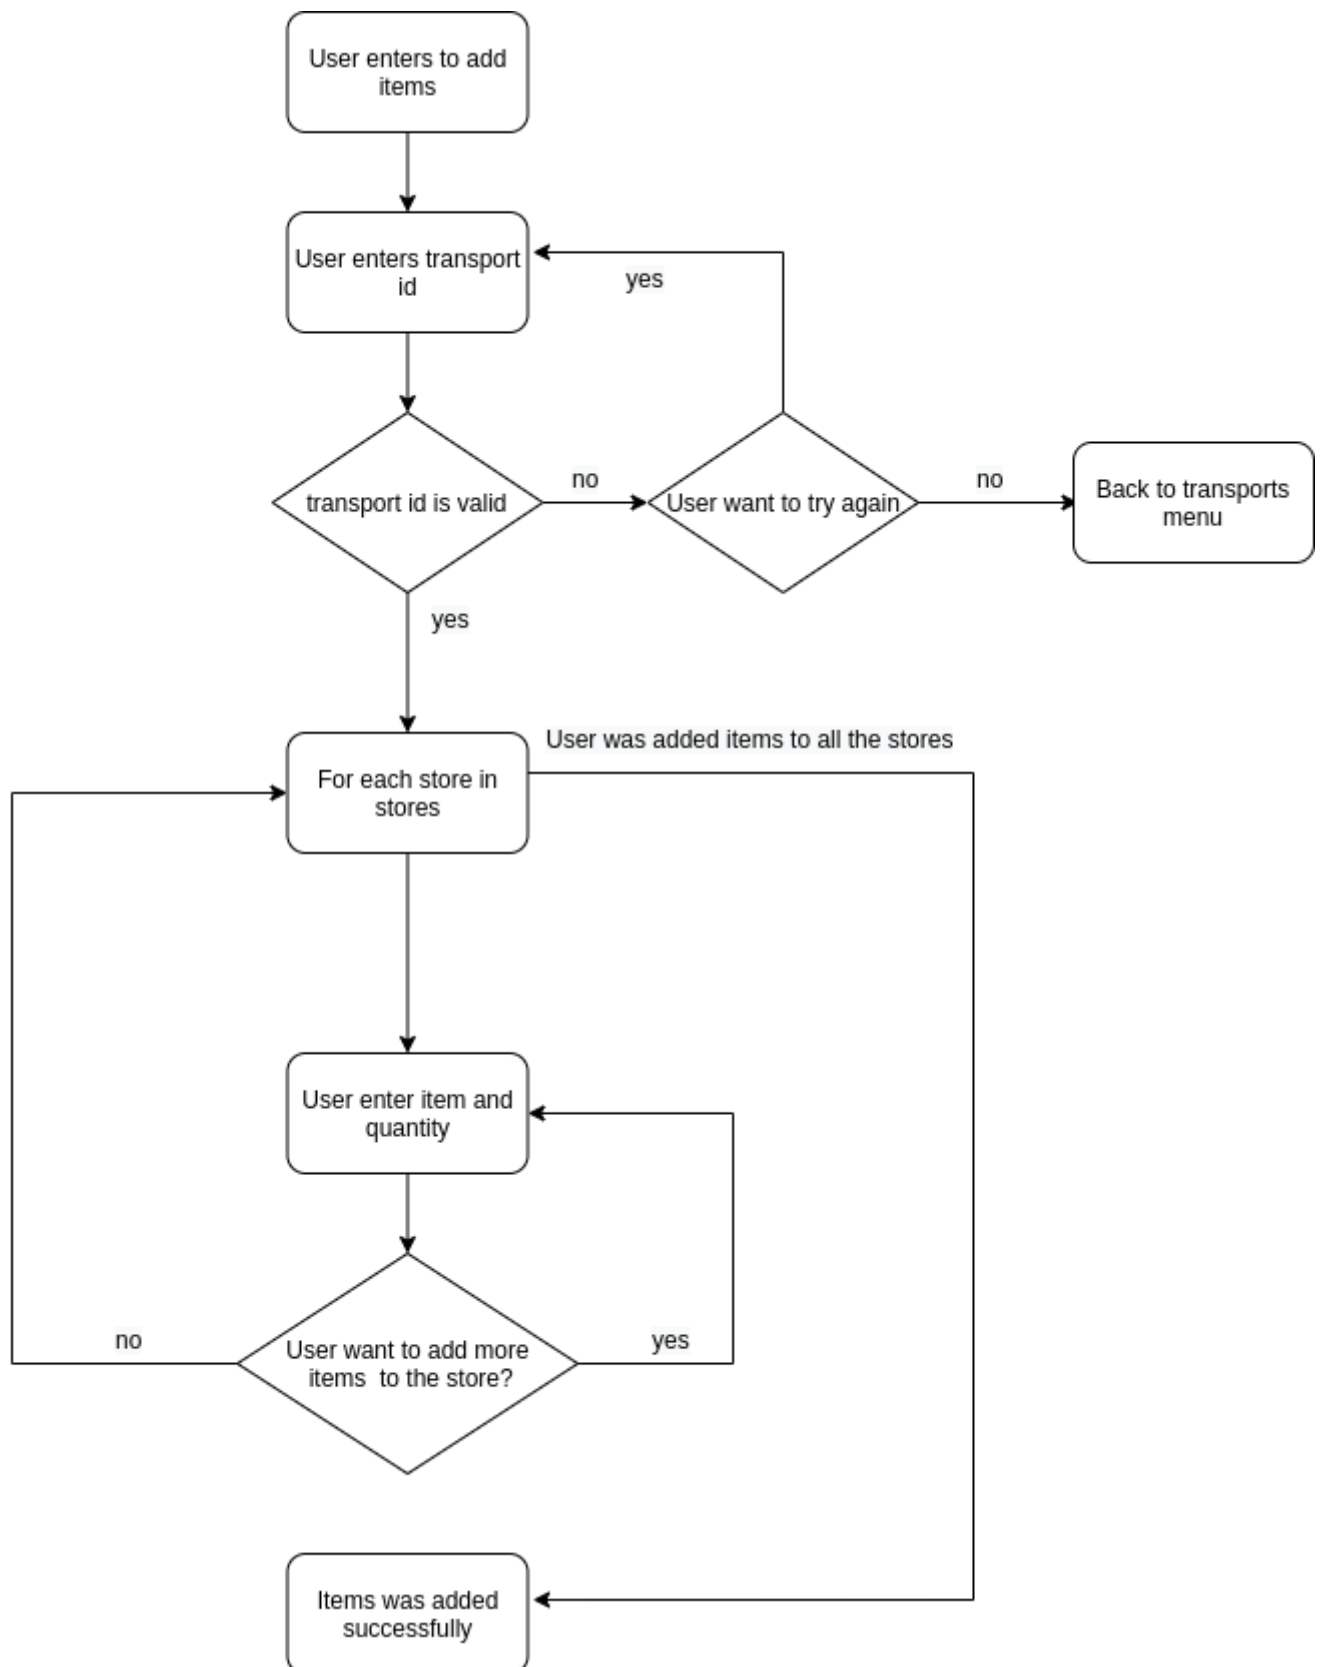 User enters to add
items
User enters transport
id
yes
transport id is valid
no
User want to try again
no
Back to transports
menu
yes
User was added items to all the stores
For each store in
stores
User enter item and
quantity
no
User want to add more
items  to the store?
yes
Items was added
successfully